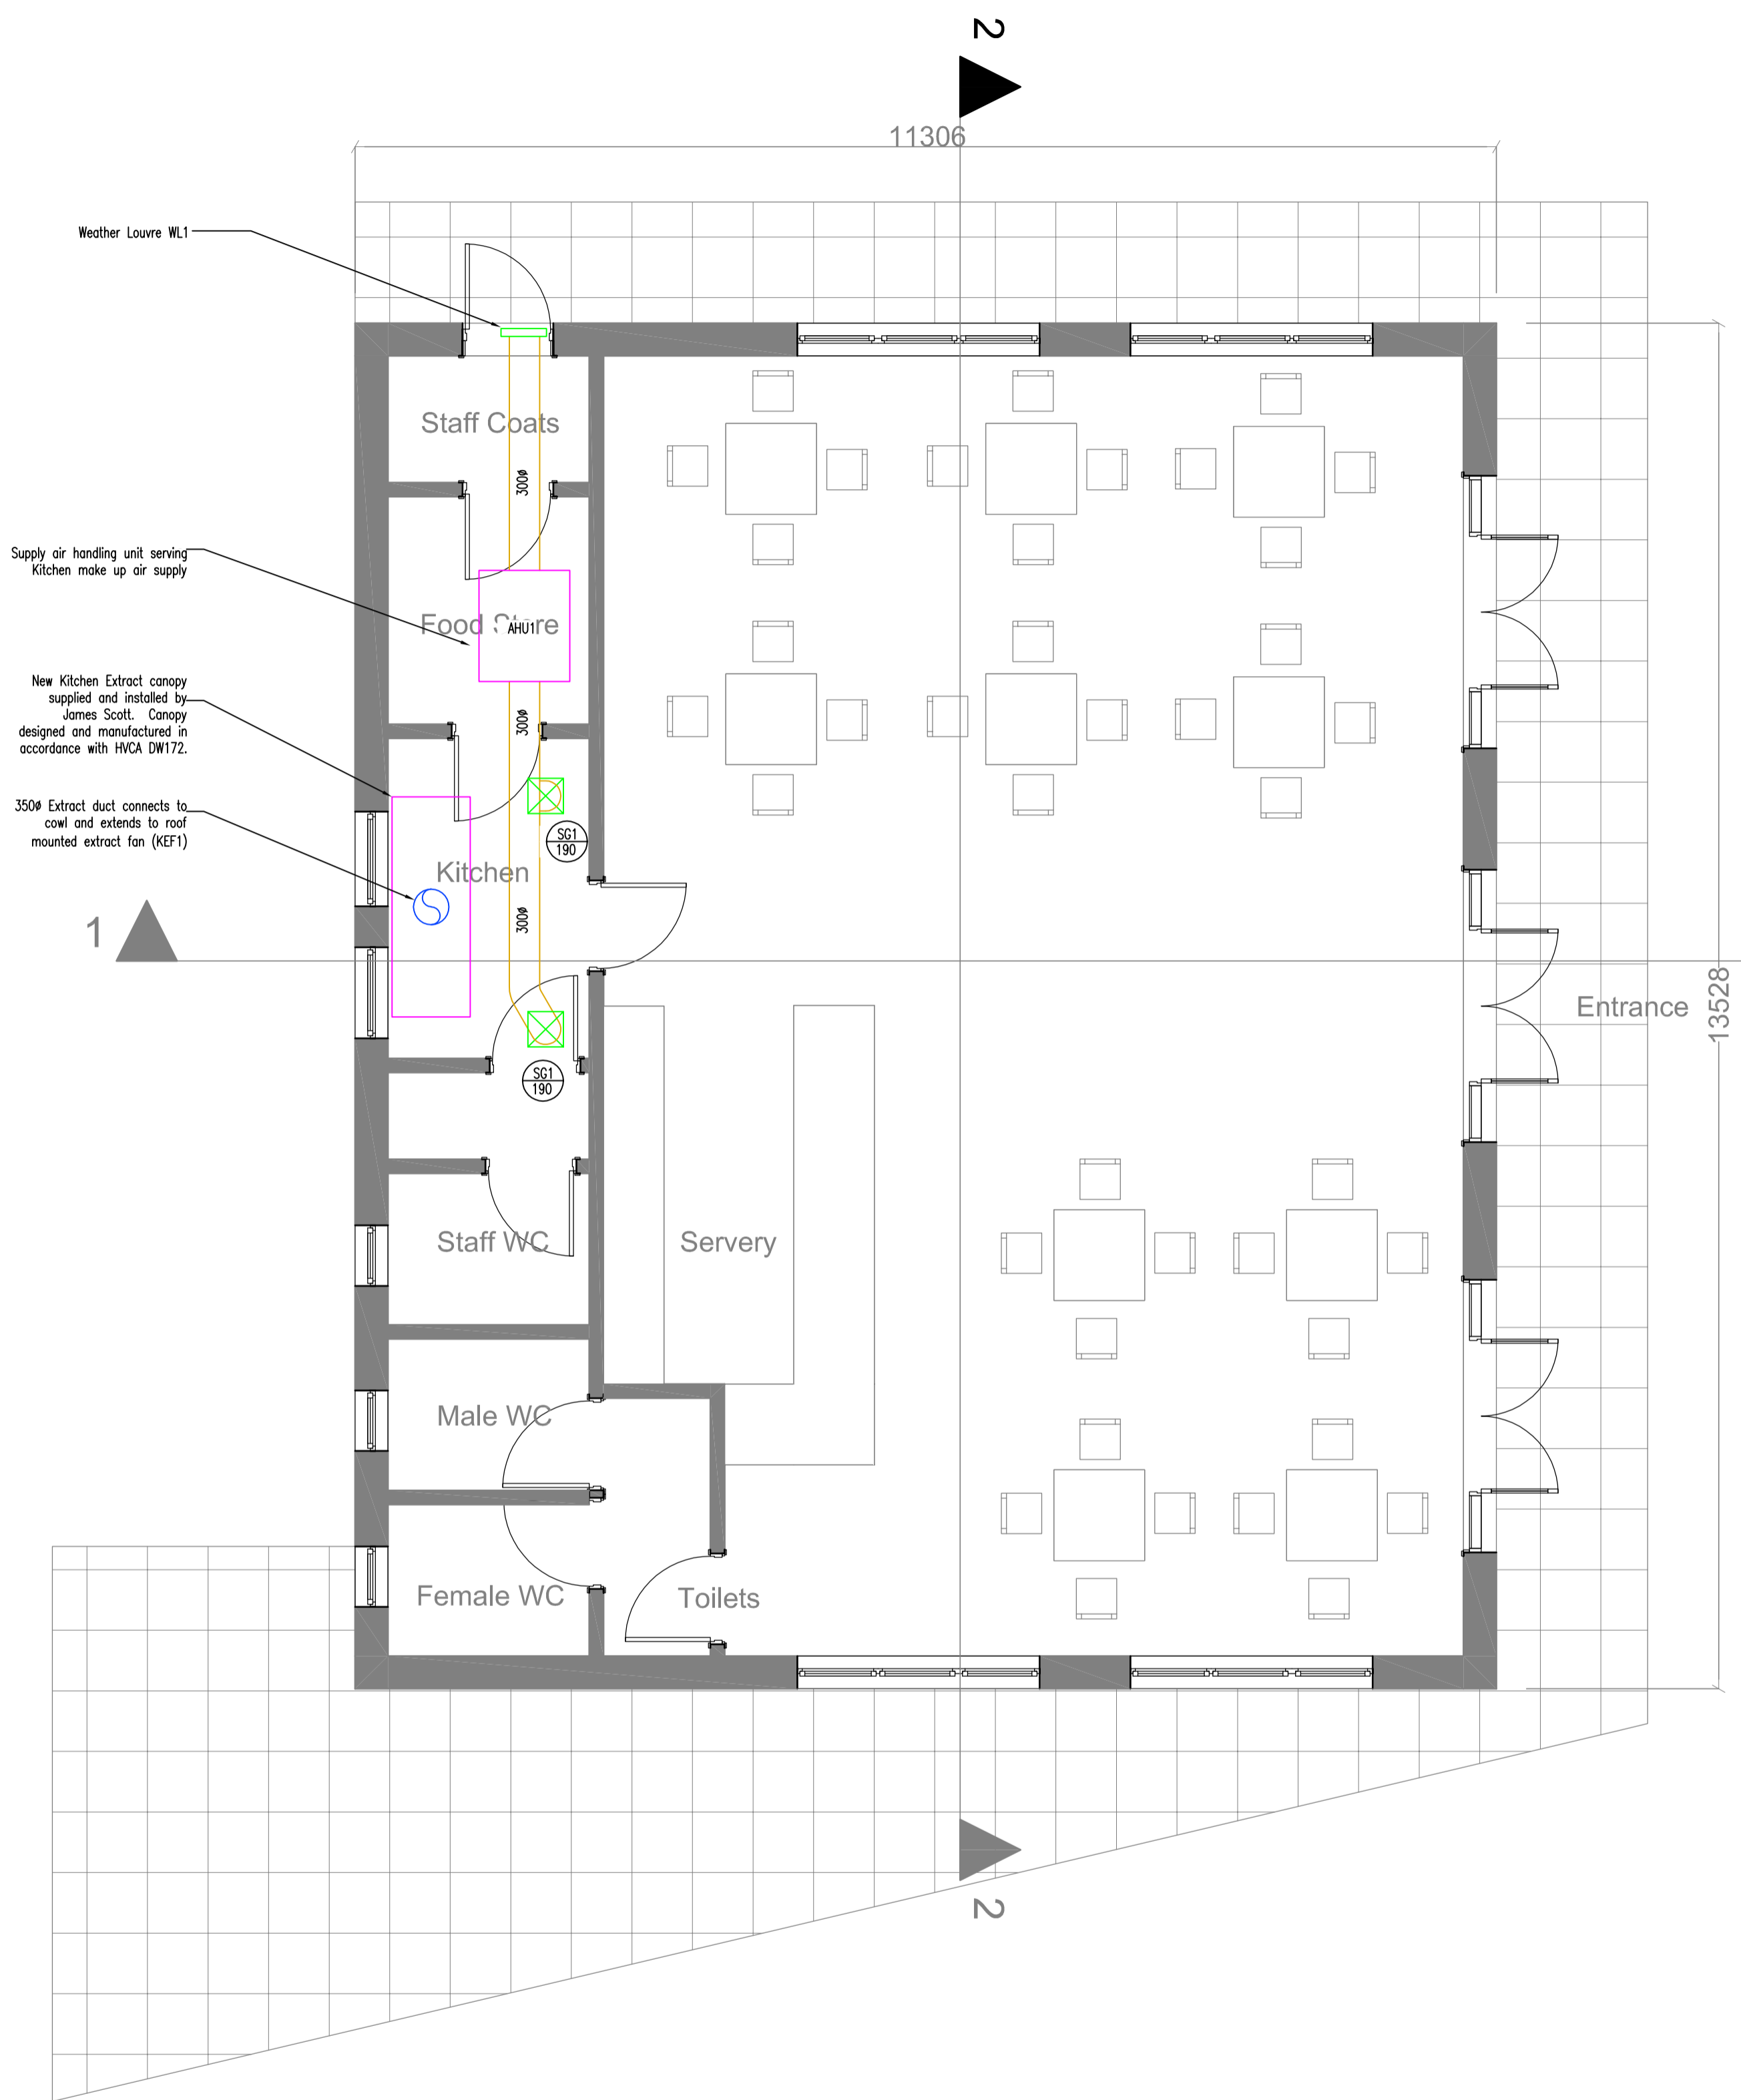 2
11306
Weather Louvre WL1
Staff Coats
300ø
Supply air handling unit serving
Kitchen make up air supply
Food Store
AHU1
New Kitchen Extract canopy
supplied and installed by
James Scott. Canopy
designed and manufactured in
accordance with HVCA DW172.
300ø
350ø Extract duct connects to
cowl and extends to roof
mounted extract fan (KEF1)
SG1
190
Kitchen
300ø
1
Entrance
13528
SG1
190
Staff WC
Servery
Male WC
Female WC
Toilets
2